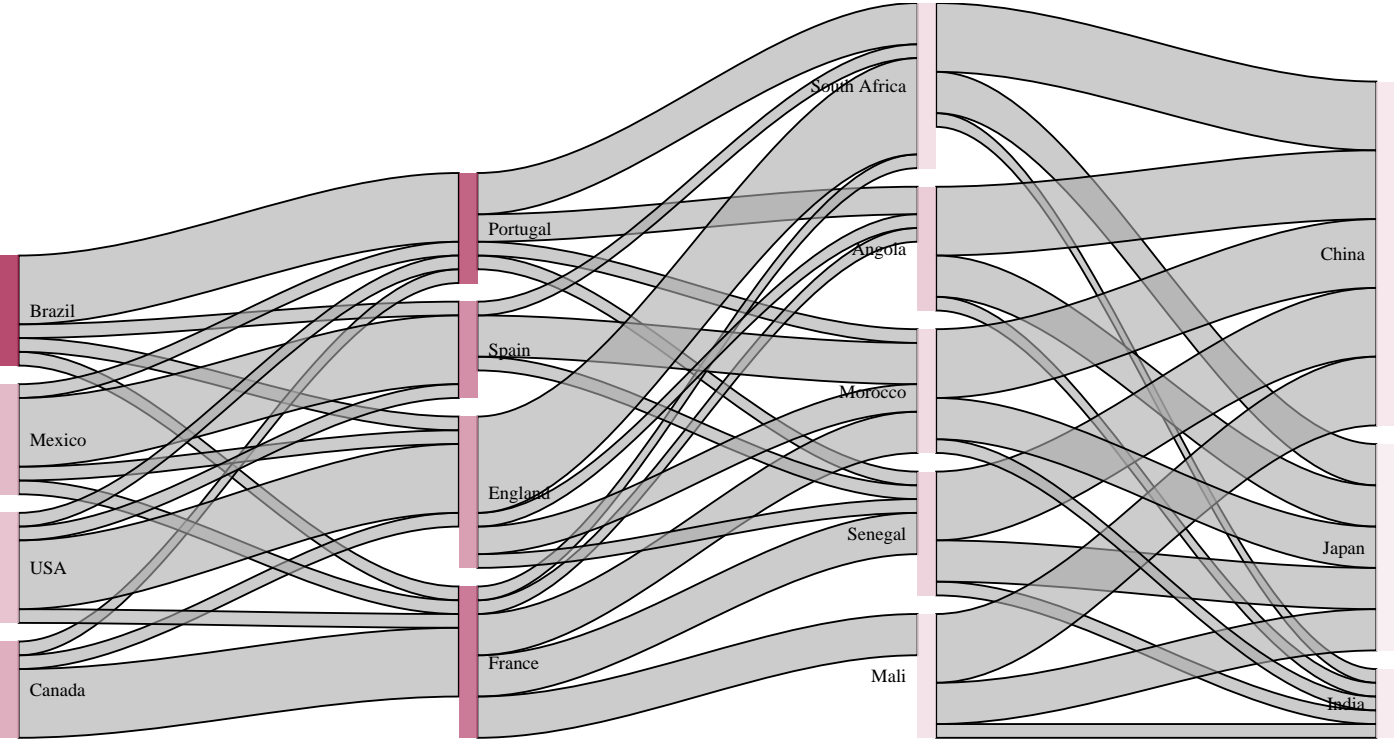 South Africa
Portugal
Angola
China
Brazil
Spain
Morocco
Mexico
England
Senegal
Japan
USA
France
Mali
Canada
India